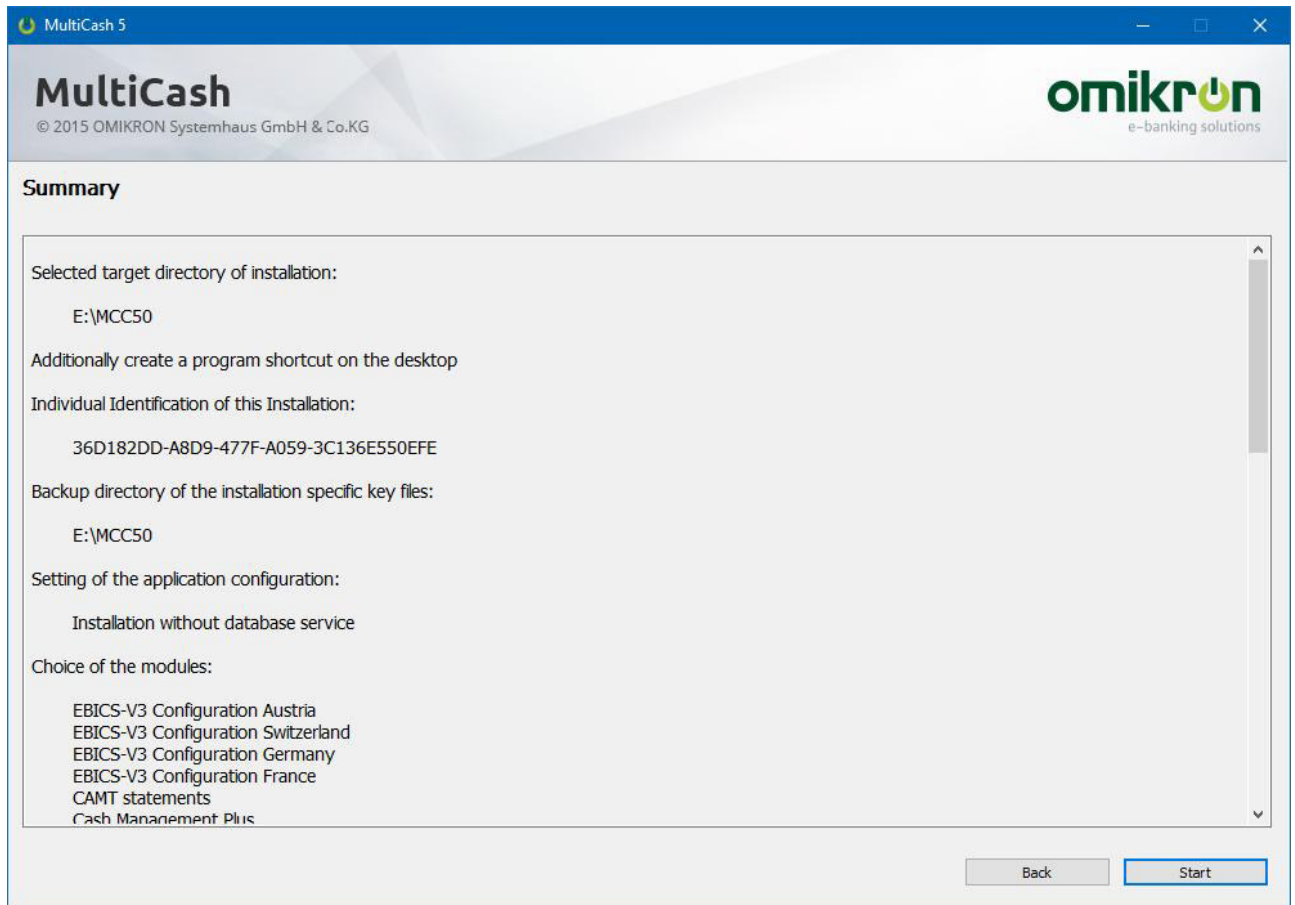 MultiCash 5
MultiCash
© 2015 OMIKRON Systemhaus GmbH & Co.KG
omikron
e-banking solutions
Summary
Selected target directory of installation:
E:\MCC50
Additionally create a program shortcut on the desktop
Individual Identification of this Installation:
36D182DD-A8D9-477F-A059-3C136E550EFE
Backup directory of the installation specific key files:
E:\MCC50
Setting of the application configuration:
Installation without database service
Choice of the modules:
EBICS-V3 Configuration Austria
EBICS-V3 Configuration Switzerland
EBICS-V3 Configuration Germany
EBICS-V3 Configuration France
CAMT statements
Cash Management Plus
Back
Start